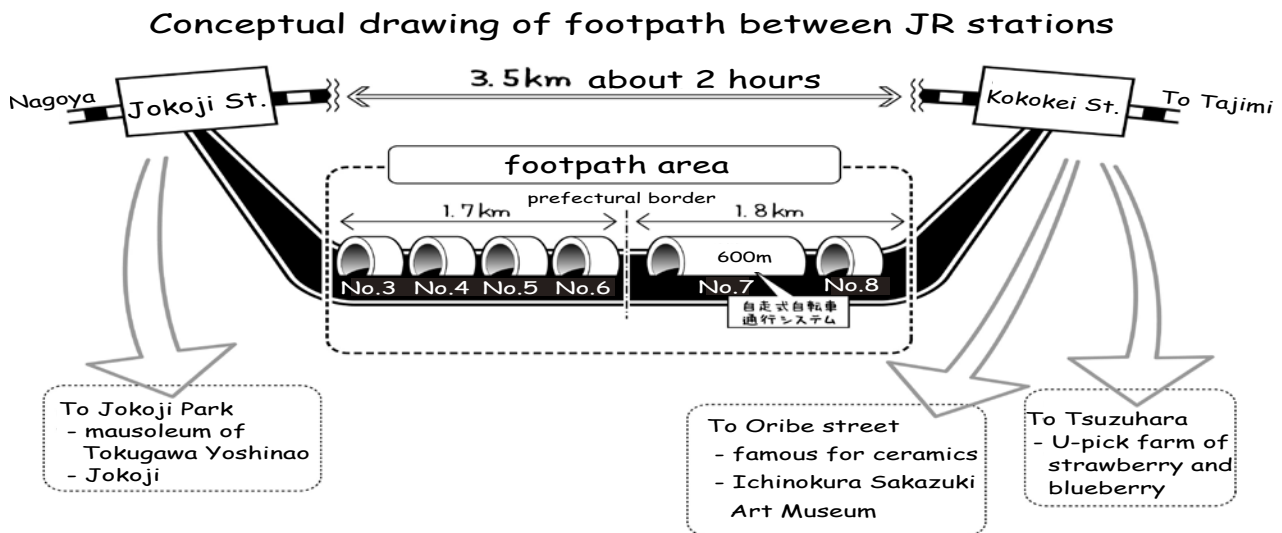 Conceptual drawing of footpath between JR stations
3.5km about 2 hours
Nagoya
Jokoji St.
Kokokei St.
To Tajimi
footpath area
prefectural border
1.7km
1.8km
600m
No.3
No.4
No.5
No.6
No.7
No.8
自走式自転車
通行システム
To Jokoji Park
- mausoleum of
Tokugawa Yoshinao
- Jokoji
To Oribe street
- famous for ceramics
- Ichinokura Sakazuki
Art Museum
To Tsuzuhara
- U-pick farm of
strawberry and
blueberry